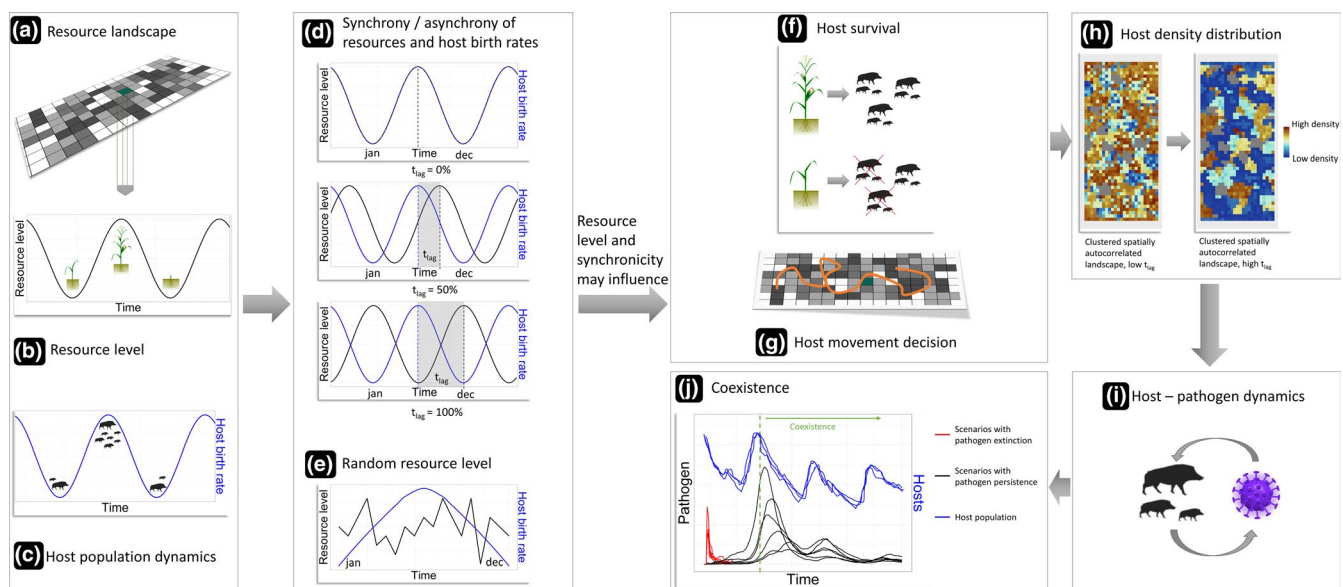 (a) Resource landscape
Resource level
Time
(b) Resource level
Host birth rate
Time
(c) Host population dynamics
(d) Synchrony / asynchrony of
resources and host birth rates
Resource level
Host birth rate
jan Time dec
tlag = 0%
Resource level
Host birth rate
tlag
jan Time dec
tlag = 50%
Resource level
Host birth rate
tlag
jan Time dec
tlag = 100%
(e) Random resource level
Resource level
Host birth rate
jan dec
Time
Resource
level and
synchronicity
may influence
(f) Host survival
(g) Host movement decision
(h) Host density distribution
High density
Low density
Clustered spatially
autocorrelated
landscape, low tlag
Clustered spatially
autocorrelated
landscape, high tlag
(i) Host – pathogen dynamics
(j) Coexistence
Coexistence
Pathogen
Hosts
Time
Scenarios with
pathogen extinction
Scenarios with
pathogen persistence
Host population